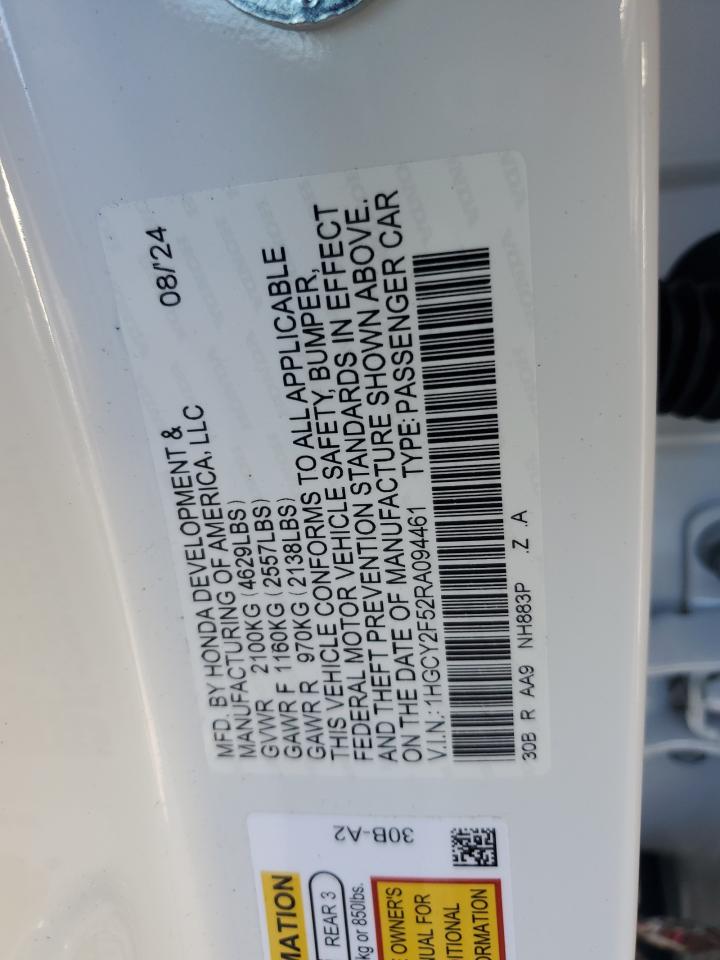 08/'24
MFD. BY HONDA DEVELOPMENT &
MANUFACTURING OF AMERICA, LLC
GVWR 2100KG (4629LBS)
GAWR F 1160KG (2557LBS)
GAWR R 970KG (2138LBS)
THIS VEHICLE CONFORMS TO ALL APPLICABLE
FEDERAL MOTOR VEHICLE SAFETY, BUMPER,
AND THEFT PREVENTION STANDARDS IN EFFECT
ON THE DATE OF MANUFACTURE SHOWN ABOVE.
V.I.N.: 1HGCY2F52RA094461 TYPE: PASSENGER CAR
30B R AA9 NH883P .Z .A
30B-A2
MATION
REAR 3
kg or 850lbs.
OWNER'S
UAL FOR
ITIONAL
ORMATION